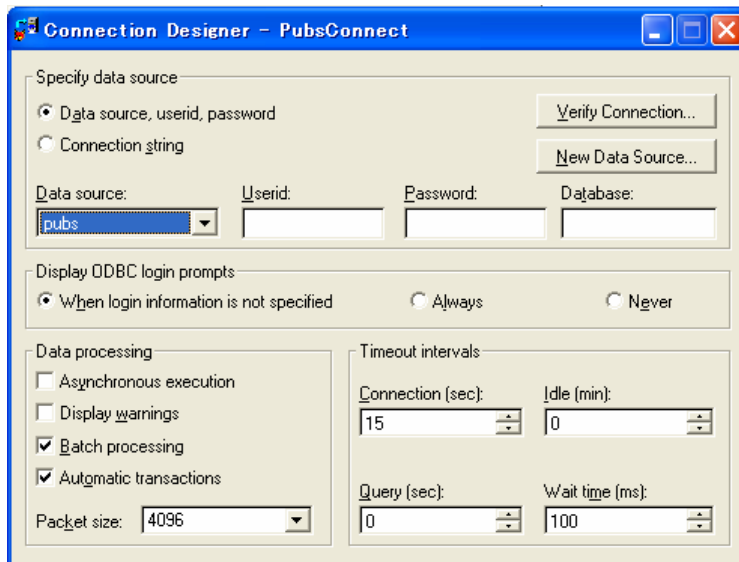 Connection Designer - PubsConnect
Specify data source
Data source, userid, password
Verify Connection...
Connection string
New Data Source...
Data source: Userid: Password: Database:
pubs
Display ODBC login prompts
When login information is not specified Always Never
Data processing Timeout intervals
Asynchronous execution
Connection (sec): Idle (min):
Display warnings
15 0
Batch processing
Automatic transactions
Query (sec): Wait time (ms):
Packet size: 4096 0 100